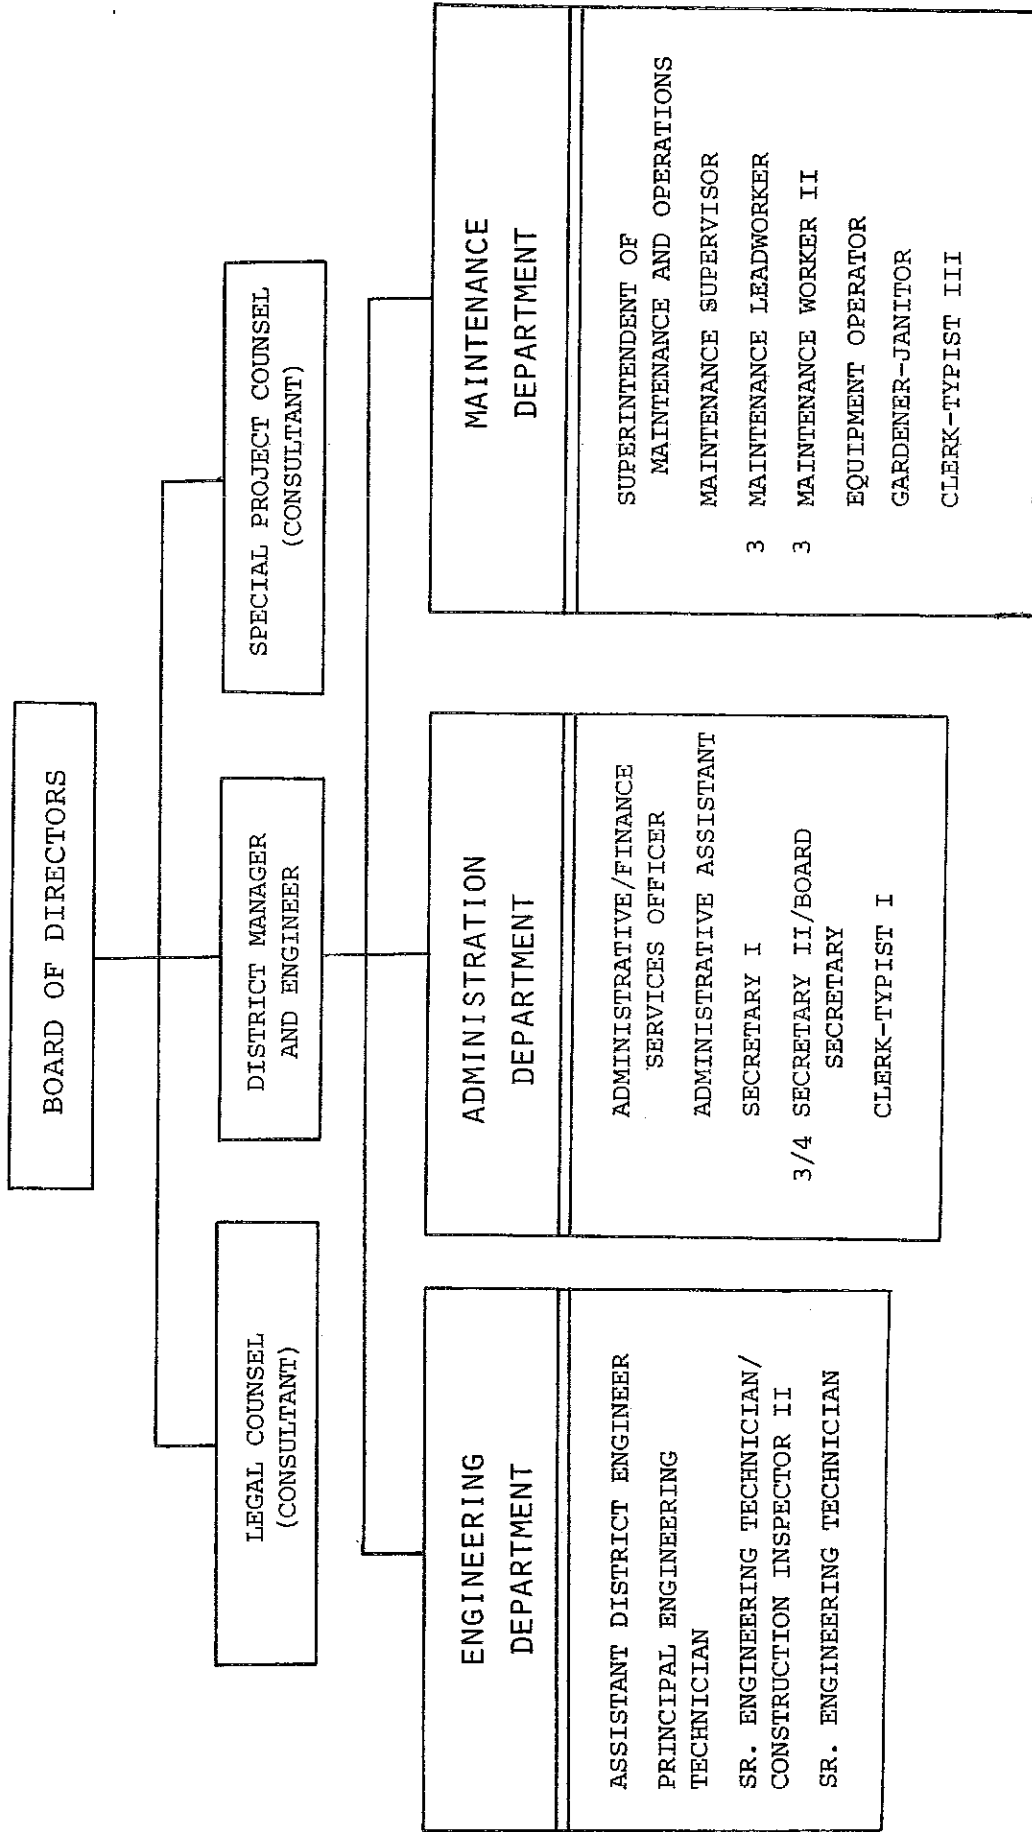 BOARD OF DIRECTORS
LEGAL COUNSEL
(CONSULTANT)
DISTRICT MANAGER
AND ENGINEER
SPECIAL PROJECT COUNSEL
(CONSULTANT)
ENGINEERING
DEPARTMENT
ASSISTANT DISTRICT ENGINEER
PRINCIPAL ENGINEERING
TECHNICIAN
SR. ENGINEERING TECHNICIAN/
CONSTRUCTION INSPECTOR II
SR. ENGINEERING TECHNICIAN
ADMINISTRATION
DEPARTMENT
ADMINISTRATIVE/FINANCE
SERVICES OFFICER
ADMINISTRATIVE ASSISTANT
SECRETARY I
3/4 SECRETARY II/BOARD
SECRETARY
CLERK-TYPIST I
MAINTENANCE
DEPARTMENT
SUPERINTENDENT OF
MAINTENANCE AND OPERATIONS
MAINTENANCE SUPERVISOR
3 MAINTENANCE LEADWORKER
3 MAINTENANCE WORKER II
EQUIPMENT OPERATOR
GARDENER-JANITOR
CLERK-TYPIST III